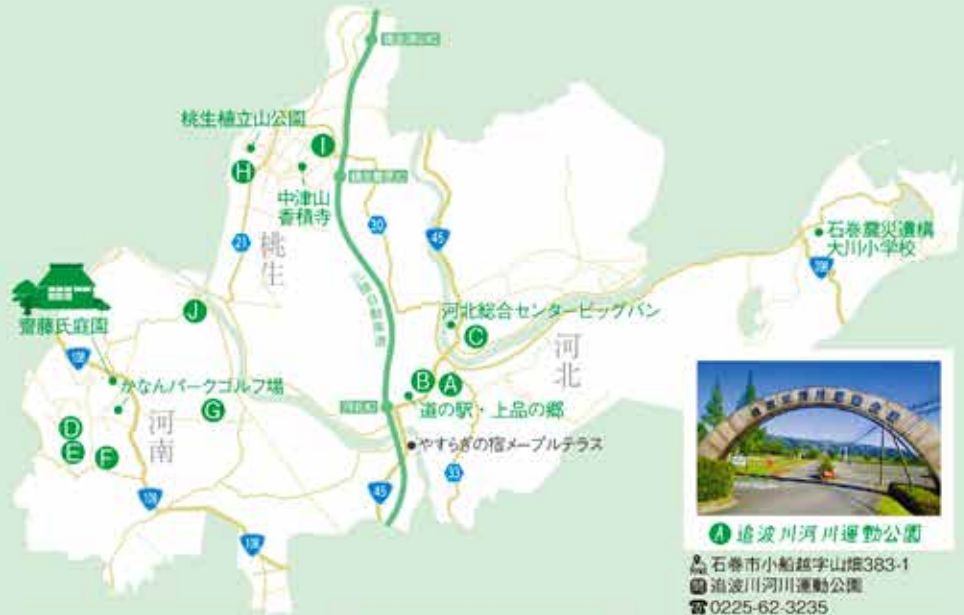 桃生植立山公園
I
H
中津山
香積寺
30
45
21
桃生
石巻震災遺構
大川小学校
齋藤氏庭園
J
河北総合センタービッグバン
C
河北
108
かなんパークゴルフ場
B
A
G
道の駅・上品の郷
河南
D
E
F
やすらぎの宿メープルテラス
33
45
108
108
A 追波川河川運動公園
石巻市小船越字山畑383-1
追波川河川運動公園
0225-62-3235